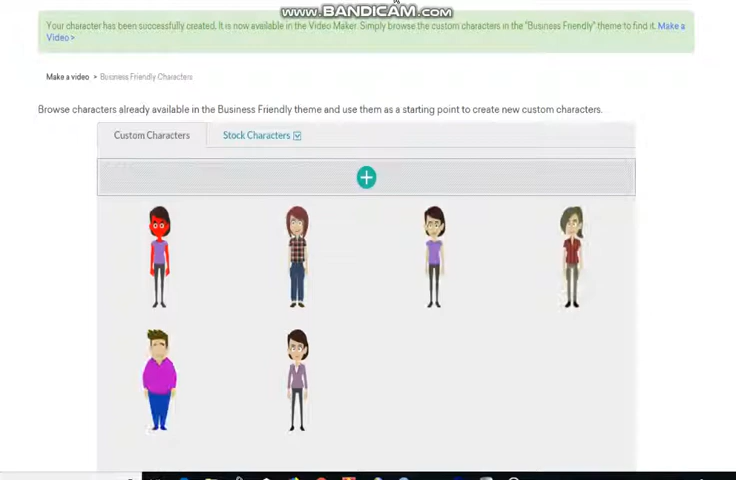 www.BANDICAM.com
Your character has been successfully created. It is now available in the Video Maker. Simply browse the custom characters in the "Business Friendly" theme to find it. Make a
Video >
Make a video > Business Friendly Characters
Browse characters already available in the Business Friendly theme and use them as a starting point to create new custom characters.
Custom Characters
Stock Characters